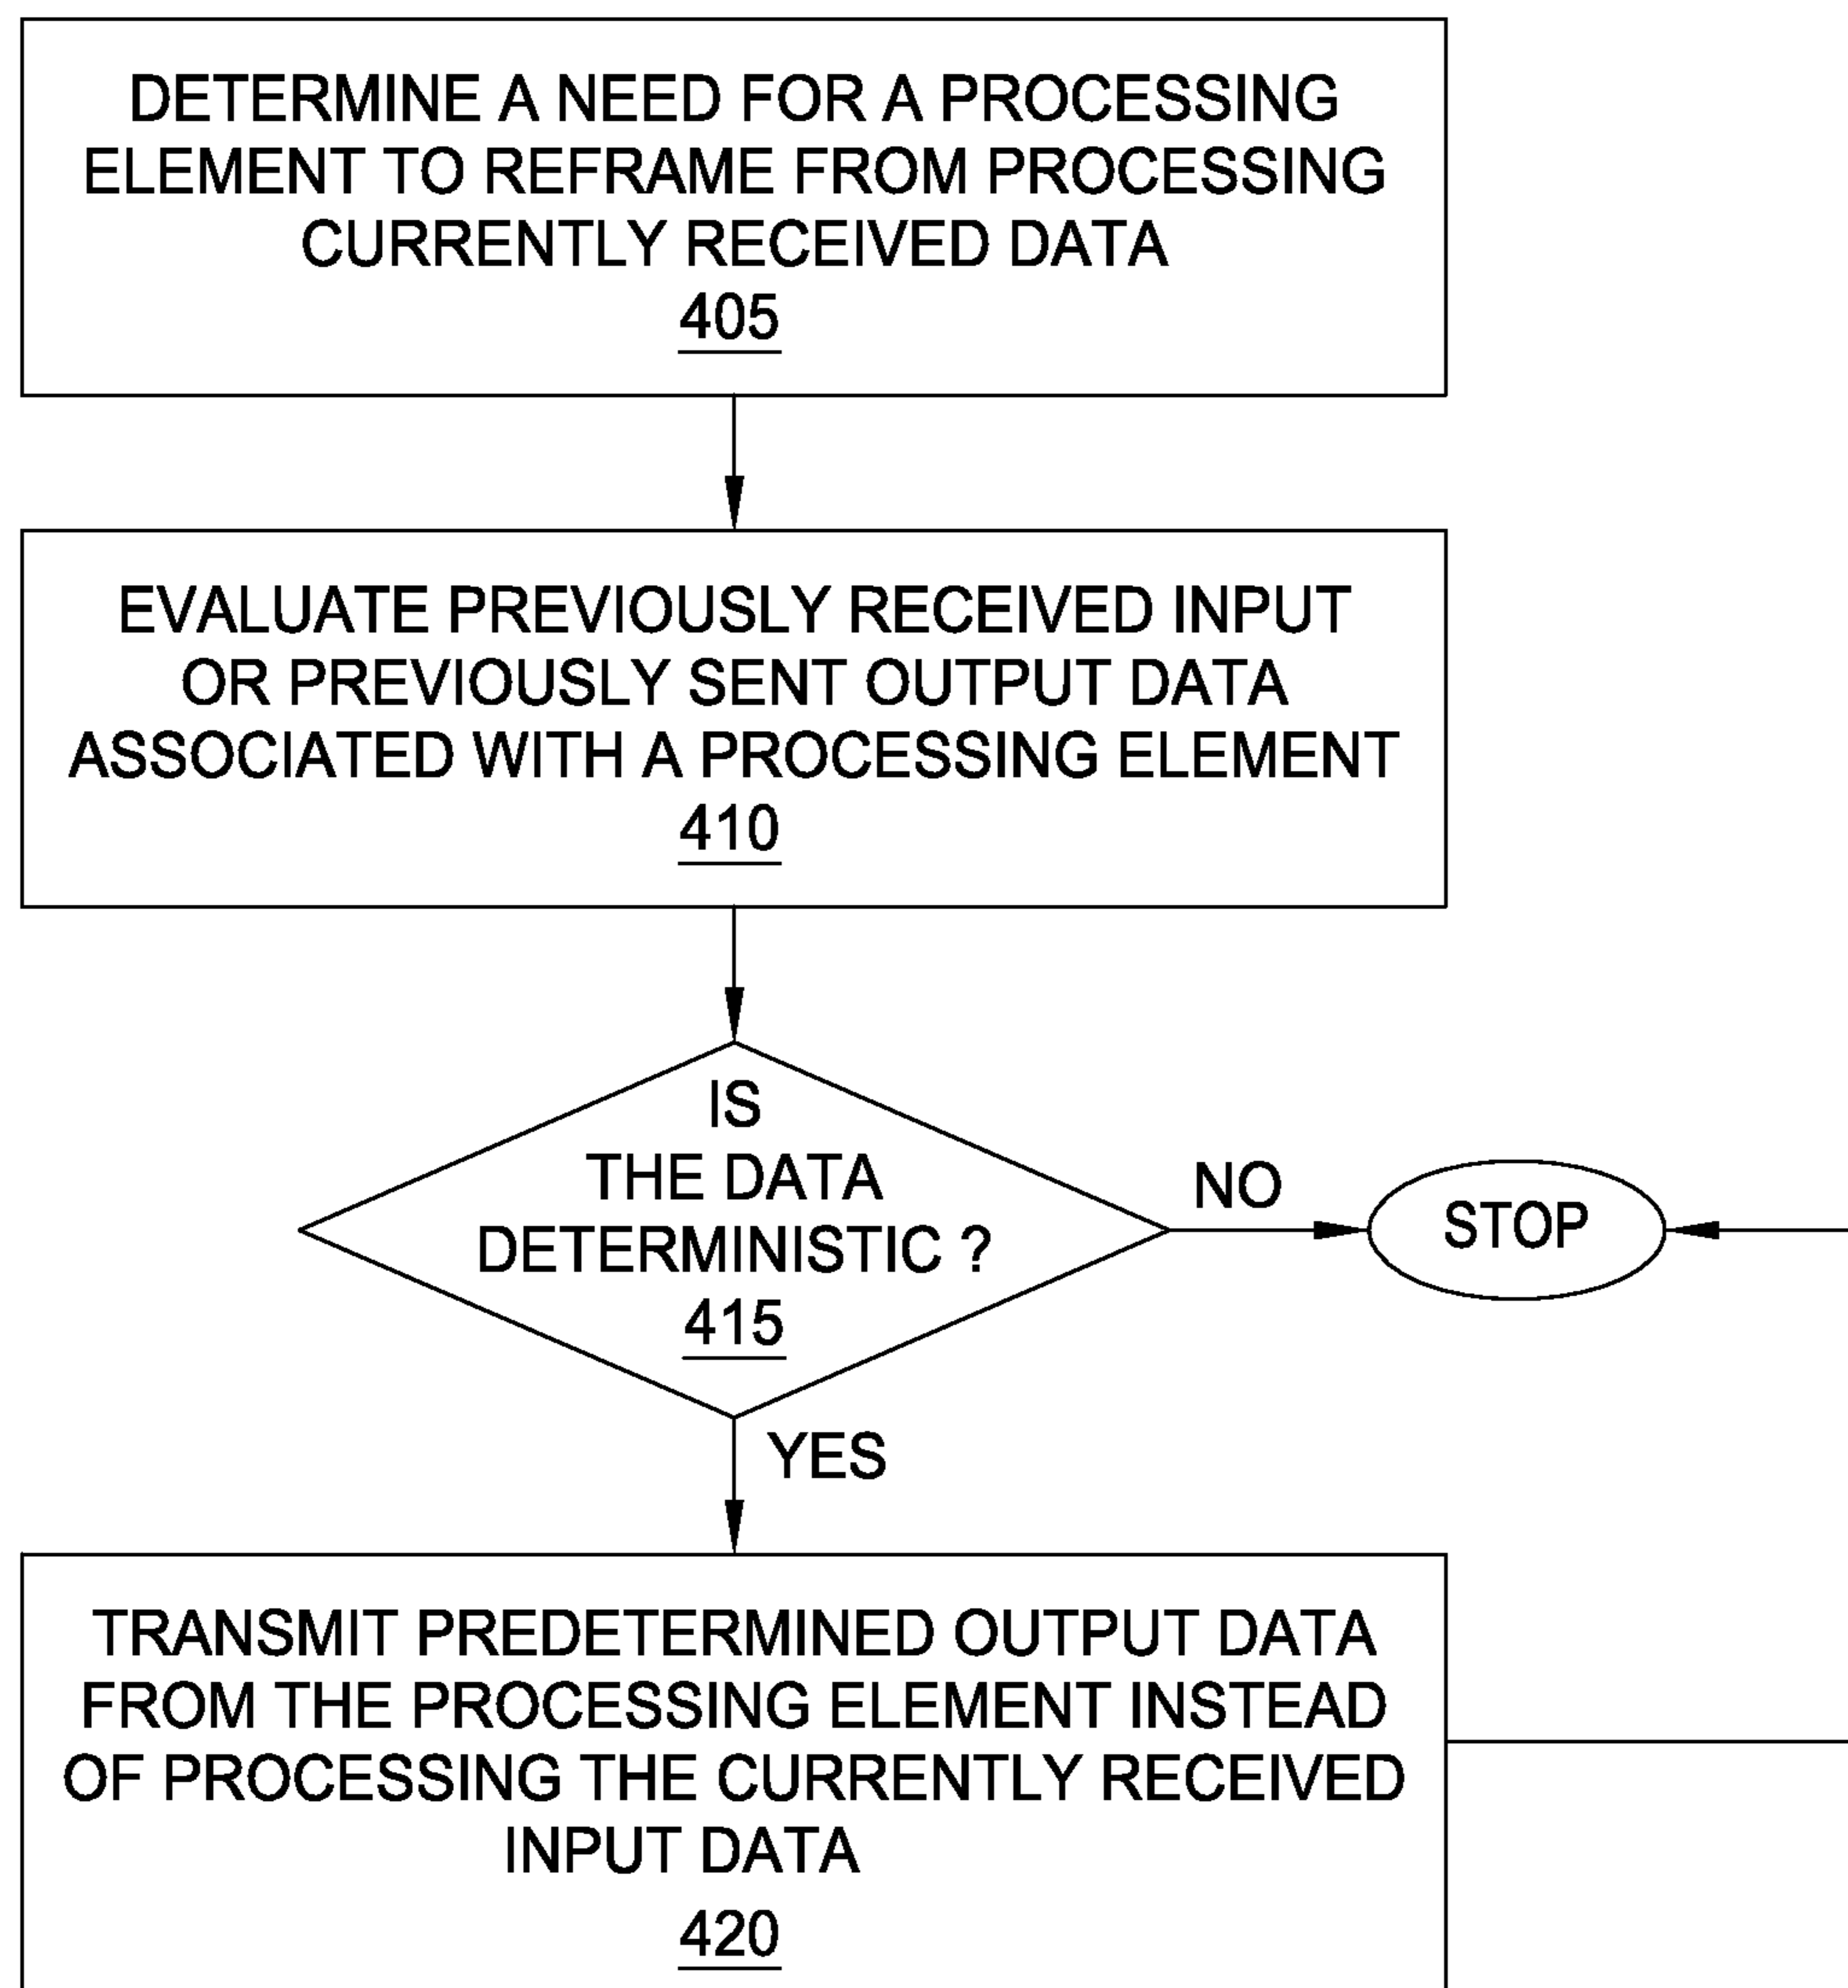 DETERMINE A NEED FOR A PROCESSING
ELEMENT TO REFRAME FROM PROCESSING
CURRENTLY RECEIVED DATA
405
EVALUATE PREVIOUSLY RECEIVED INPUT
OR PREVIOUSLY SENT OUTPUT DATA
ASSOCIATED WITH A PROCESSING ELEMENT
410
IS
THE DATA
DETERMINISTIC ?
415
NO
STOP
YES
TRANSMIT PREDETERMINED OUTPUT DATA
FROM THE PROCESSING ELEMENT INSTEAD
OF PROCESSING THE CURRENTLY RECEIVED
INPUT DATA
420